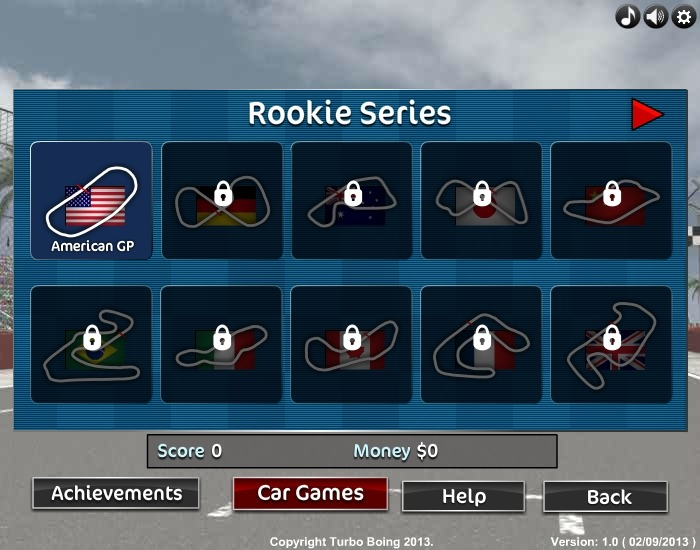 Rookie Series
American GP
Score 0
Money $0
Achievements
Car Games
Help
Back
Copyright Turbo Boing 2013.
Version: 1.0 ( 02/09/2013 )